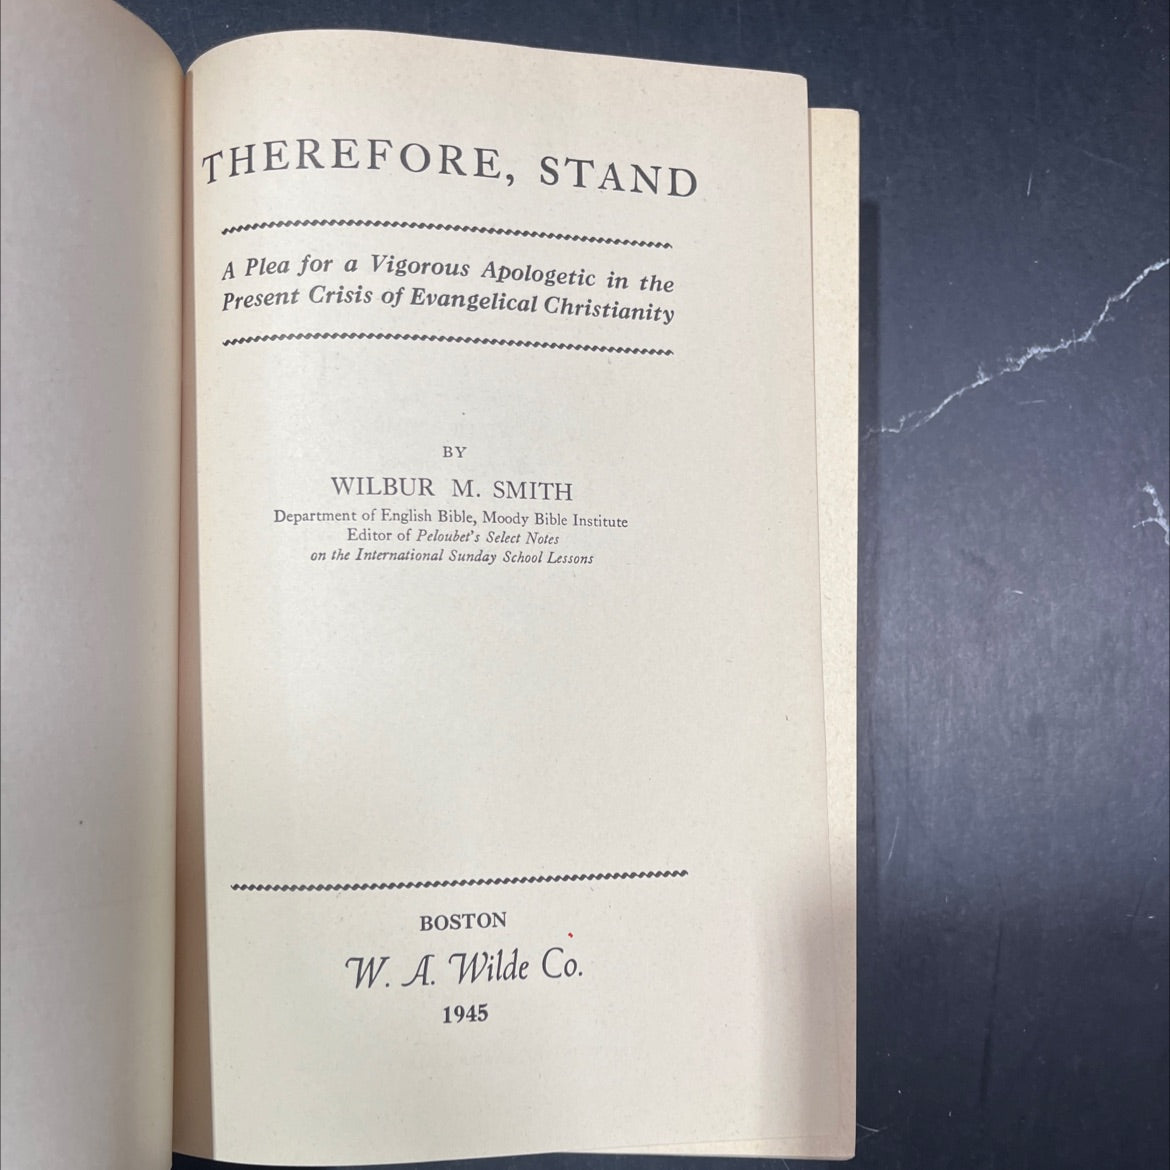 THEREFORE, STAND
A Plea for a Vigorous Apologetic in the
Present Crisis of Evangelical Christianity
BY
WILBUR M. SMITH
Department of English Bible, Moody Bible Institute
Editor of Peloubet's Select Notes
on the International Sunday School Lessons
BOSTON
W. A. Wilde Co.
1945